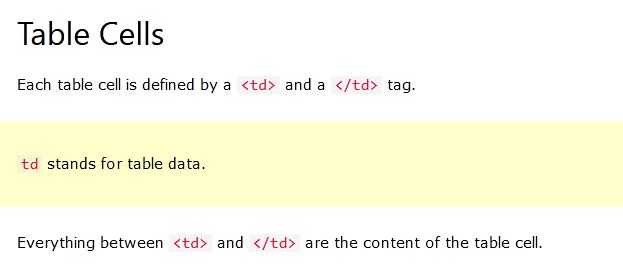 Table Cells
Each table cell is defined by a <td> and a </td> tag.
td stands for table data.
Everything between <td> and </td> are the content of the table cell.